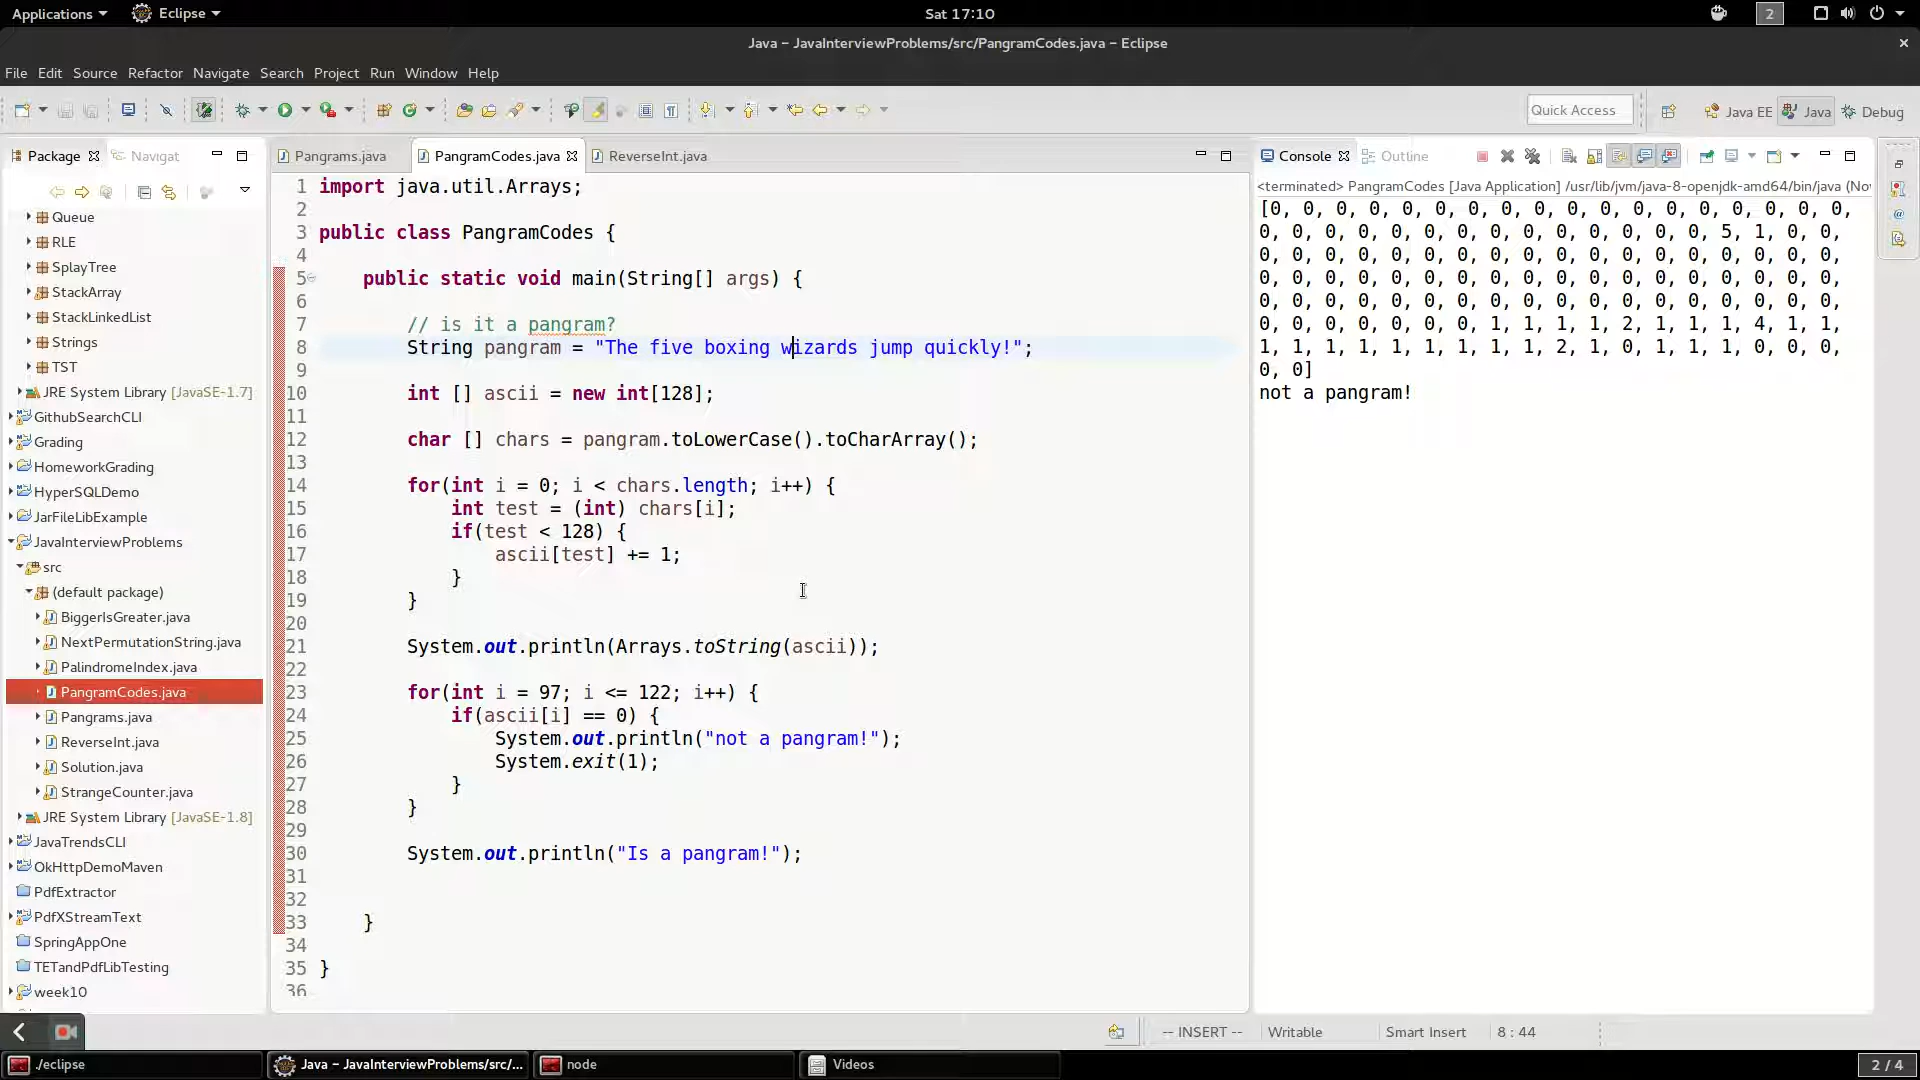 Applications
Eclipse
Sat 17:10
2
Java – JavaInterviewProblems/src/PangramCodes.java – Eclipse
File Edit Source Refactor Navigate Search Project Run Window Help
Quick Access
Java EE
Java
Debug
Package
Navigat
Queue
RLE
SplayTree
StackArray
StackLinkedList
Strings
TST
JRE System Library [JavaSE-1.7]
GithubSearchCLI
Grading
HomeworkGrading
HyperSQLDemo
JarFileLibExample
JavaInterviewProblems
src
(default package)
BiggerIsGreater.java
NextPermutationString.java
PalindromeIndex.java
PangramCodes.java
Pangrams.java
ReverseInt.java
Solution.java
StrangeCounter.java
JRE System Library [JavaSE-1.8]
JavaTrendsCLI
OkHttpDemoMaven
PdfExtractor
PdfXStreamText
SpringAppOne
TETandPdfLibTesting
week10
Pangrams.java
PangramCodes.java
ReverseInt.java
1 import java.util.Arrays;
2
3 public class PangramCodes {
4
5 public static void main(String[] args) {
6
7 // is it a pangram?
8 String pangram = "The five boxing wizards jump quickly!";
9
10 int [] ascii = new int[128];
11
12 char [] chars = pangram.toLowerCase().toCharArray();
13
14 for(int i = 0; i < chars.length; i++) {
15 int test = (int) chars[i];
16 if(test < 128) {
17 ascii[test] += 1;
18 }
19 }
20
21 System.out.println(Arrays.toString(ascii));
22
23 for(int i = 97; i <= 122; i++) {
24 if(ascii[i] == 0) {
25 System.out.println("not a pangram!");
26 System.exit(1);
27 }
28 }
29
30 System.out.println("Is a pangram!");
31
32
33 }
34
35 }
36
Console
Outline
<terminated> PangramCodes [Java Application] /usr/lib/jvm/java-8-openjdk-amd64/bin/java (Nov
[0, 0, 0, 0, 0, 0, 0, 0, 0, 0, 0, 0, 0, 0, 0, 0, 0, 0,
0, 0, 0, 0, 0, 0, 0, 0, 0, 0, 0, 0, 0, 0, 5, 1, 0, 0,
0, 0, 0, 0, 0, 0, 0, 0, 0, 0, 0, 0, 0, 0, 0, 0, 0, 0,
0, 0, 0, 0, 0, 0, 0, 0, 0, 0, 0, 0, 0, 0, 0, 0, 0, 0,
0, 0, 0, 0, 0, 0, 0, 0, 0, 0, 0, 0, 0, 0, 0, 0, 0, 0,
0, 0, 0, 0, 0, 0, 0, 1, 1, 1, 1, 2, 1, 1, 1, 4, 1, 1,
1, 1, 1, 1, 1, 1, 1, 1, 1, 2, 1, 0, 1, 1, 1, 0, 0, 0,
0, 0]
not a pangram!
-- INSERT --
Writable
Smart Insert
8 : 44
./eclipse
Java – JavaInterviewProblems/src/...
node
Videos
2 / 4